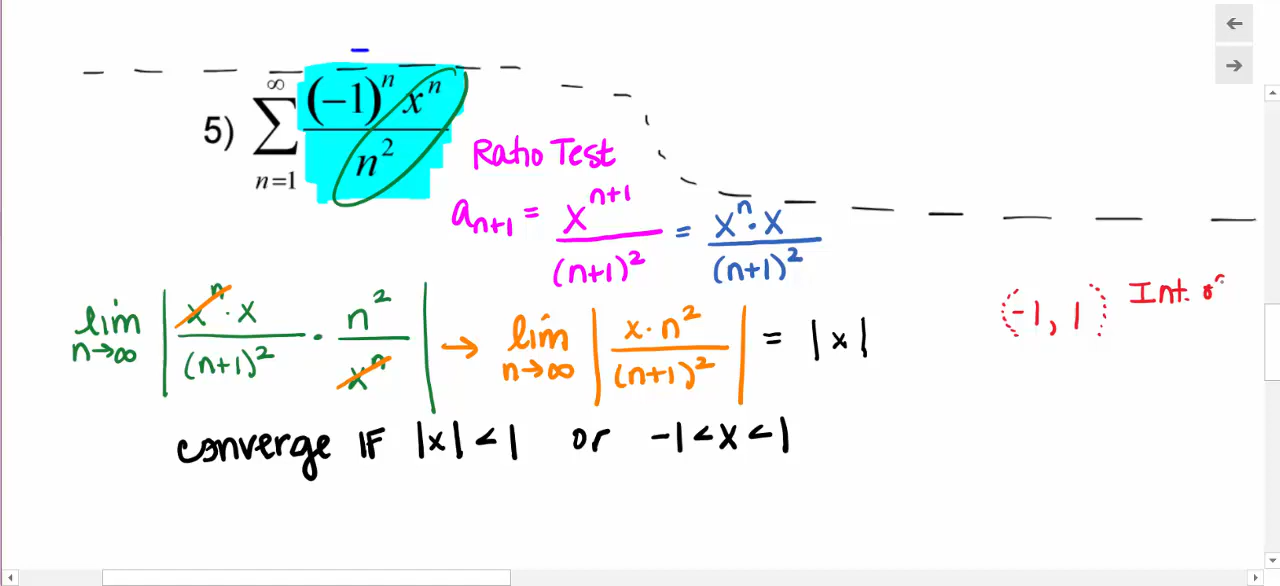 5) ∑_{n=1}^{∞} (-1)^n x^n / n^2
Ratio Test
a_{n+1} = x^{n+1} / (n+1)^2 = x^n · x / (n+1)^2
lim_{n→∞} | x^n · x / (n+1)^2 · n^2 / x^n | → lim_{n→∞} | x · n^2 / (n+1)^2 | = |x|
(-1, 1) Int.
converge IF |x| < 1 or -1 < x < 1